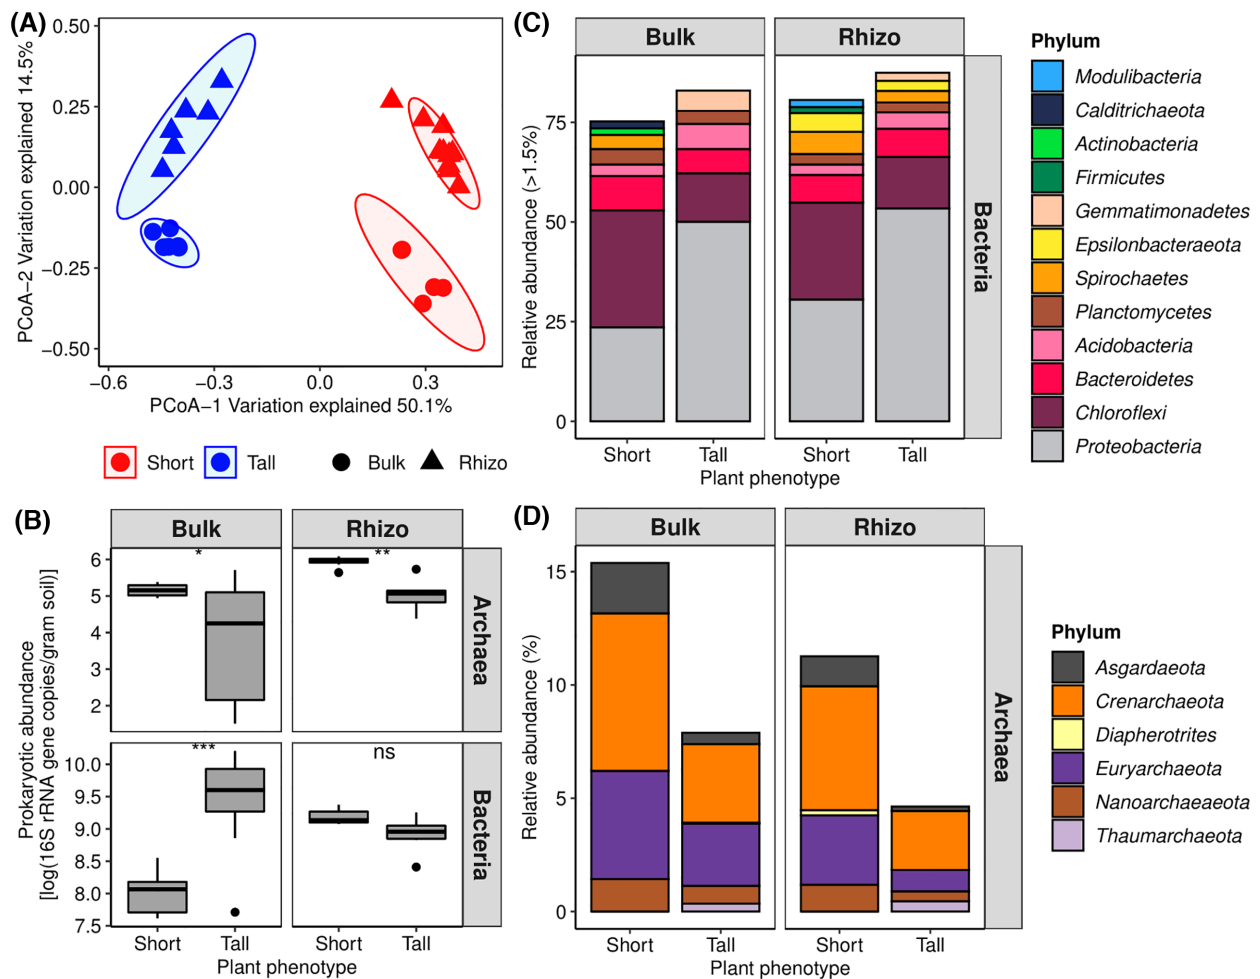 (A)
0.50
0.25
0.00
−0.25
−0.50
PCoA−2 Variation explained 14.5%
−0.6
−0.3
0.0
0.3
PCoA−1 Variation explained 50.1%
Short
Tall
Bulk
Rhizo
(C)
Bulk
Rhizo
75
50
25
0
Relative abundance (>1.5%)
Bacteria
Short
Tall
Short
Tall
Plant phenotype
Phylum
Modulibacteria
Calditrichaeota
Actinobacteria
Firmicutes
Gemmatimonadetes
Epsilonbacteraeota
Spirochaetes
Planctomycetes
Acidobacteria
Bacteroidetes
Chloroflexi
Proteobacteria
(B)
Bulk
Rhizo
*
**
6
5
4
3
2
Archaea
***
ns
10.0
9.5
9.0
8.5
8.0
7.5
Bacteria
Prokaryotic abundance
[log(16S rRNA gene copies/gram soil)]
Short
Tall
Short
Tall
Plant phenotype
(D)
Bulk
Rhizo
15
10
5
0
Relative abundance (%)
Archaea
Short
Tall
Short
Tall
Plant phenotype
Phylum
Asgardaeota
Crenarchaeota
Diapherotrites
Euryarchaeota
Nanoarchaeaeota
Thaumarchaeota